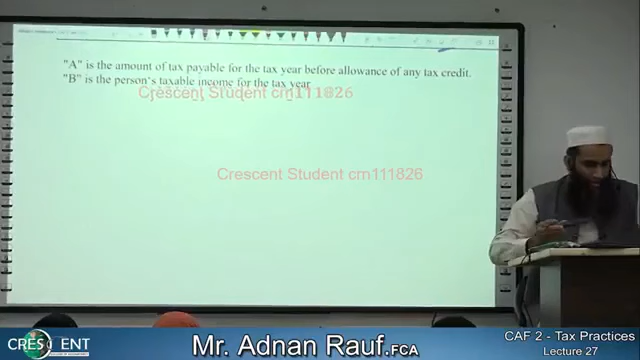 "A" is the amount of tax payable for the tax year before allowance of any tax credit.
"B" is the person's taxable income for the tax year
Crescent Student crn111826
Crescent Student crn111826
CRESCENT
Mr. Adnan Rauf.FCA
CAF 2 - Tax Practices
Lecture 27